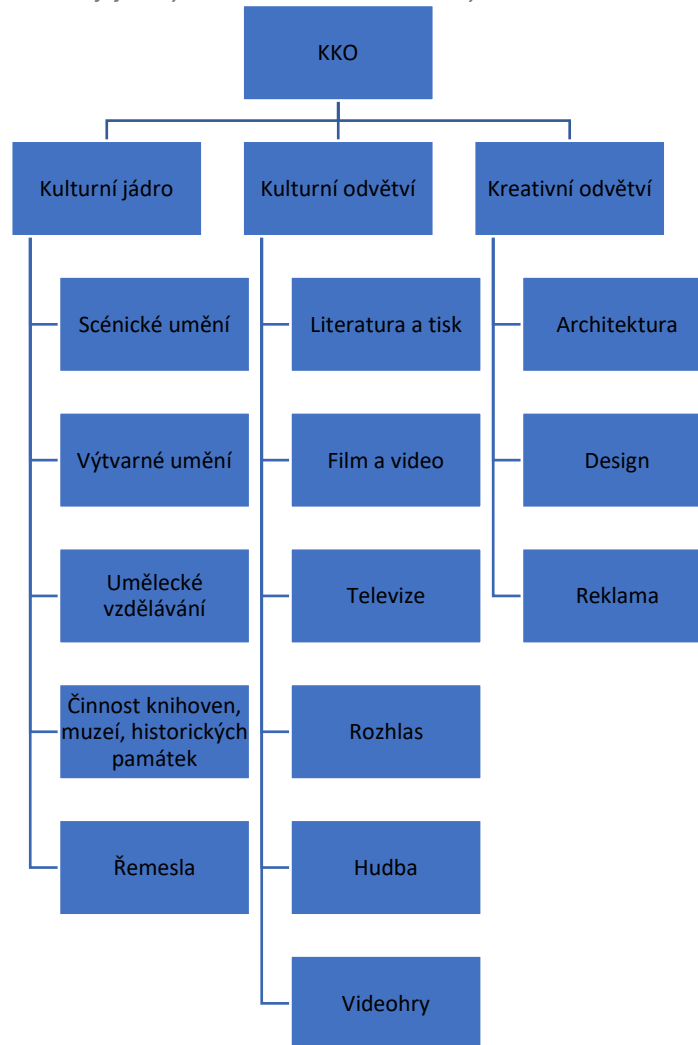 KKO
Kulturní jádro
Kulturní odvětví
Kreativní odvětví
Scénické umění
Literatura a tisk
Architektura
Výtvarné umění
Film a video
Design
Umělecké
vzdělávání
Televize
Reklama
Činnost knihoven,
muzeí, historických
památek
Rozhlas
Řemesla
Hudba
Videohry